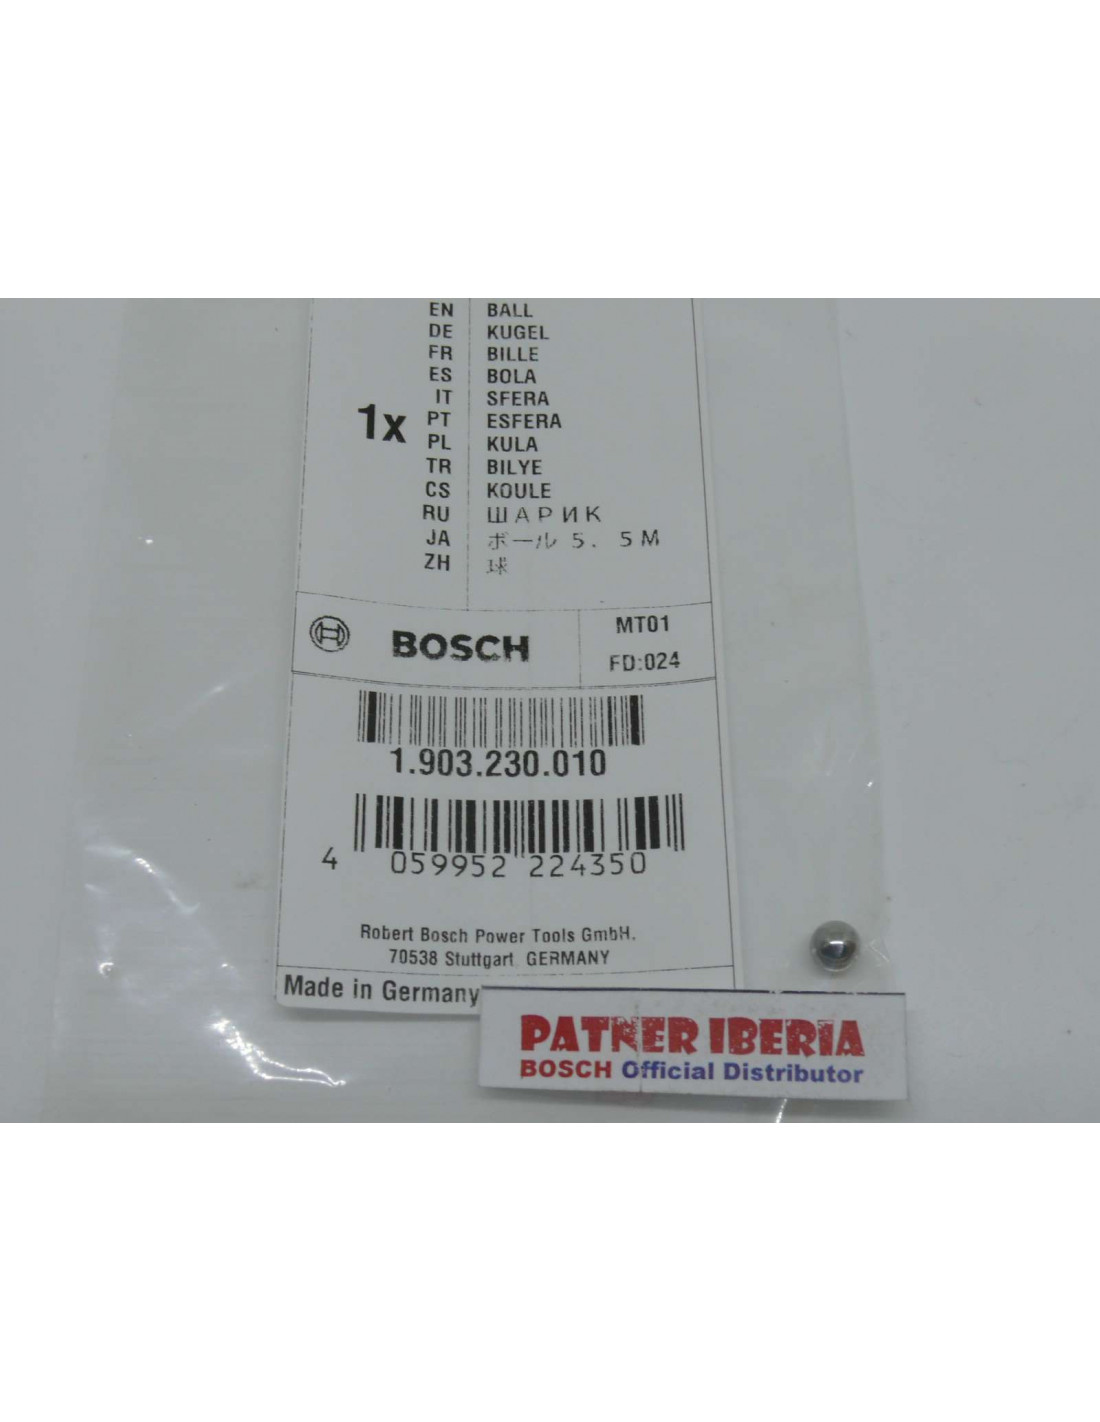 EN BALL
DE KUGEL
FR BILLE
ES BOLA
IT SFERA
1x PT ESFERA
PL KULA
TR BILYE
CS KOULE
RU ШАРИК
JA ボール 5. 5M
ZH 球
BOSCH MT01
FD:024
1.903.230.010
4 059952 224350
Robert Bosch Power Tools GmbH.
70538 Stuttgart GERMANY
Made in Germany
PATNER IBERIA
BOSCH Official Distributor